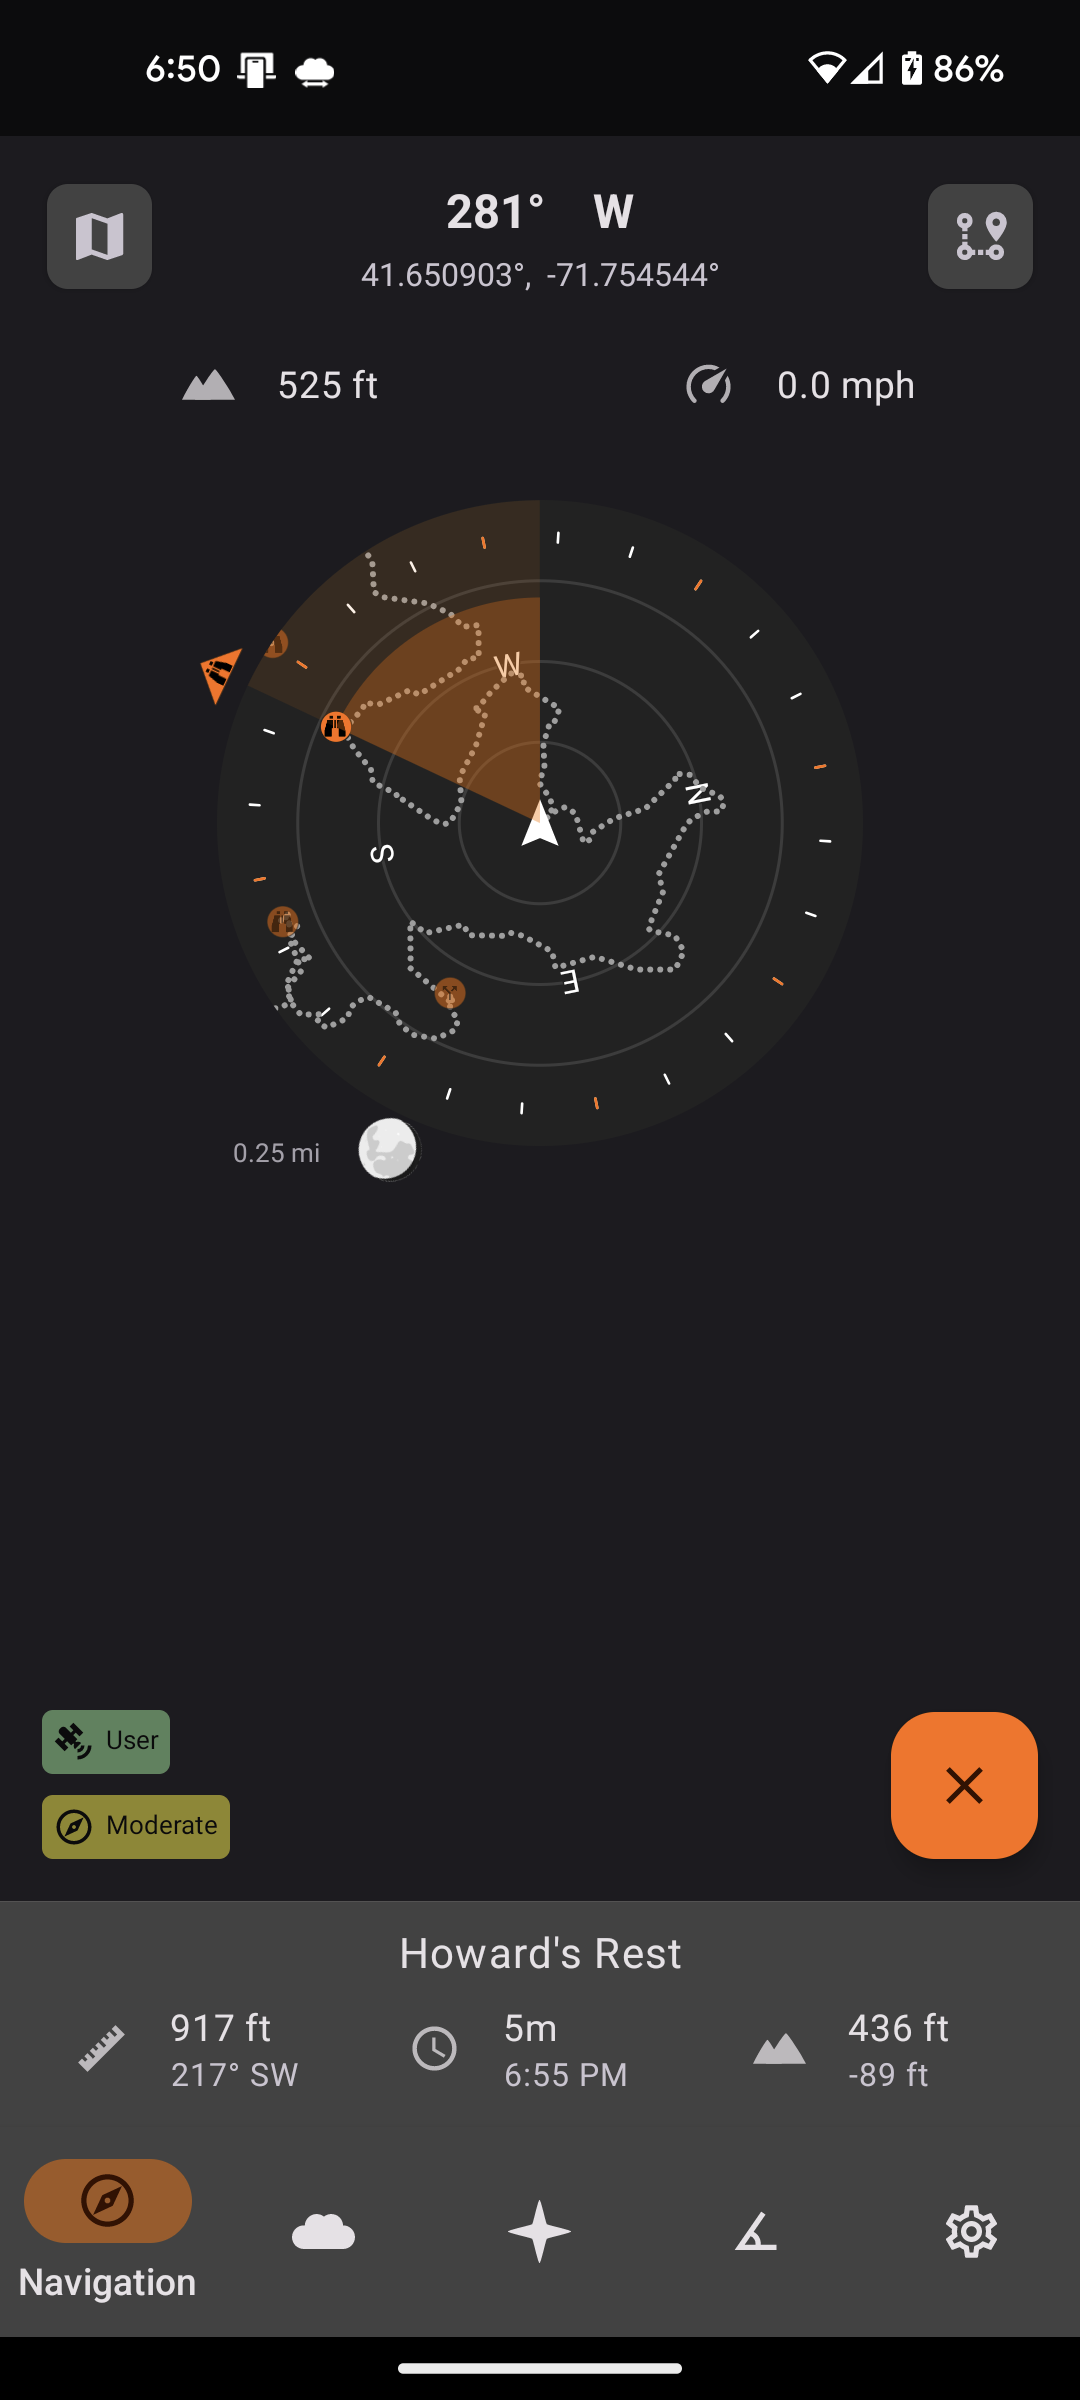 6:50 86%
281° W
41.650903°, -71.754544°
525 ft 0.0 mph
W
N
S
E
0.25 mi
User
Moderate
Howard's Rest
917 ft 5m 436 ft
217° SW 6:55 PM -89 ft
Navigation